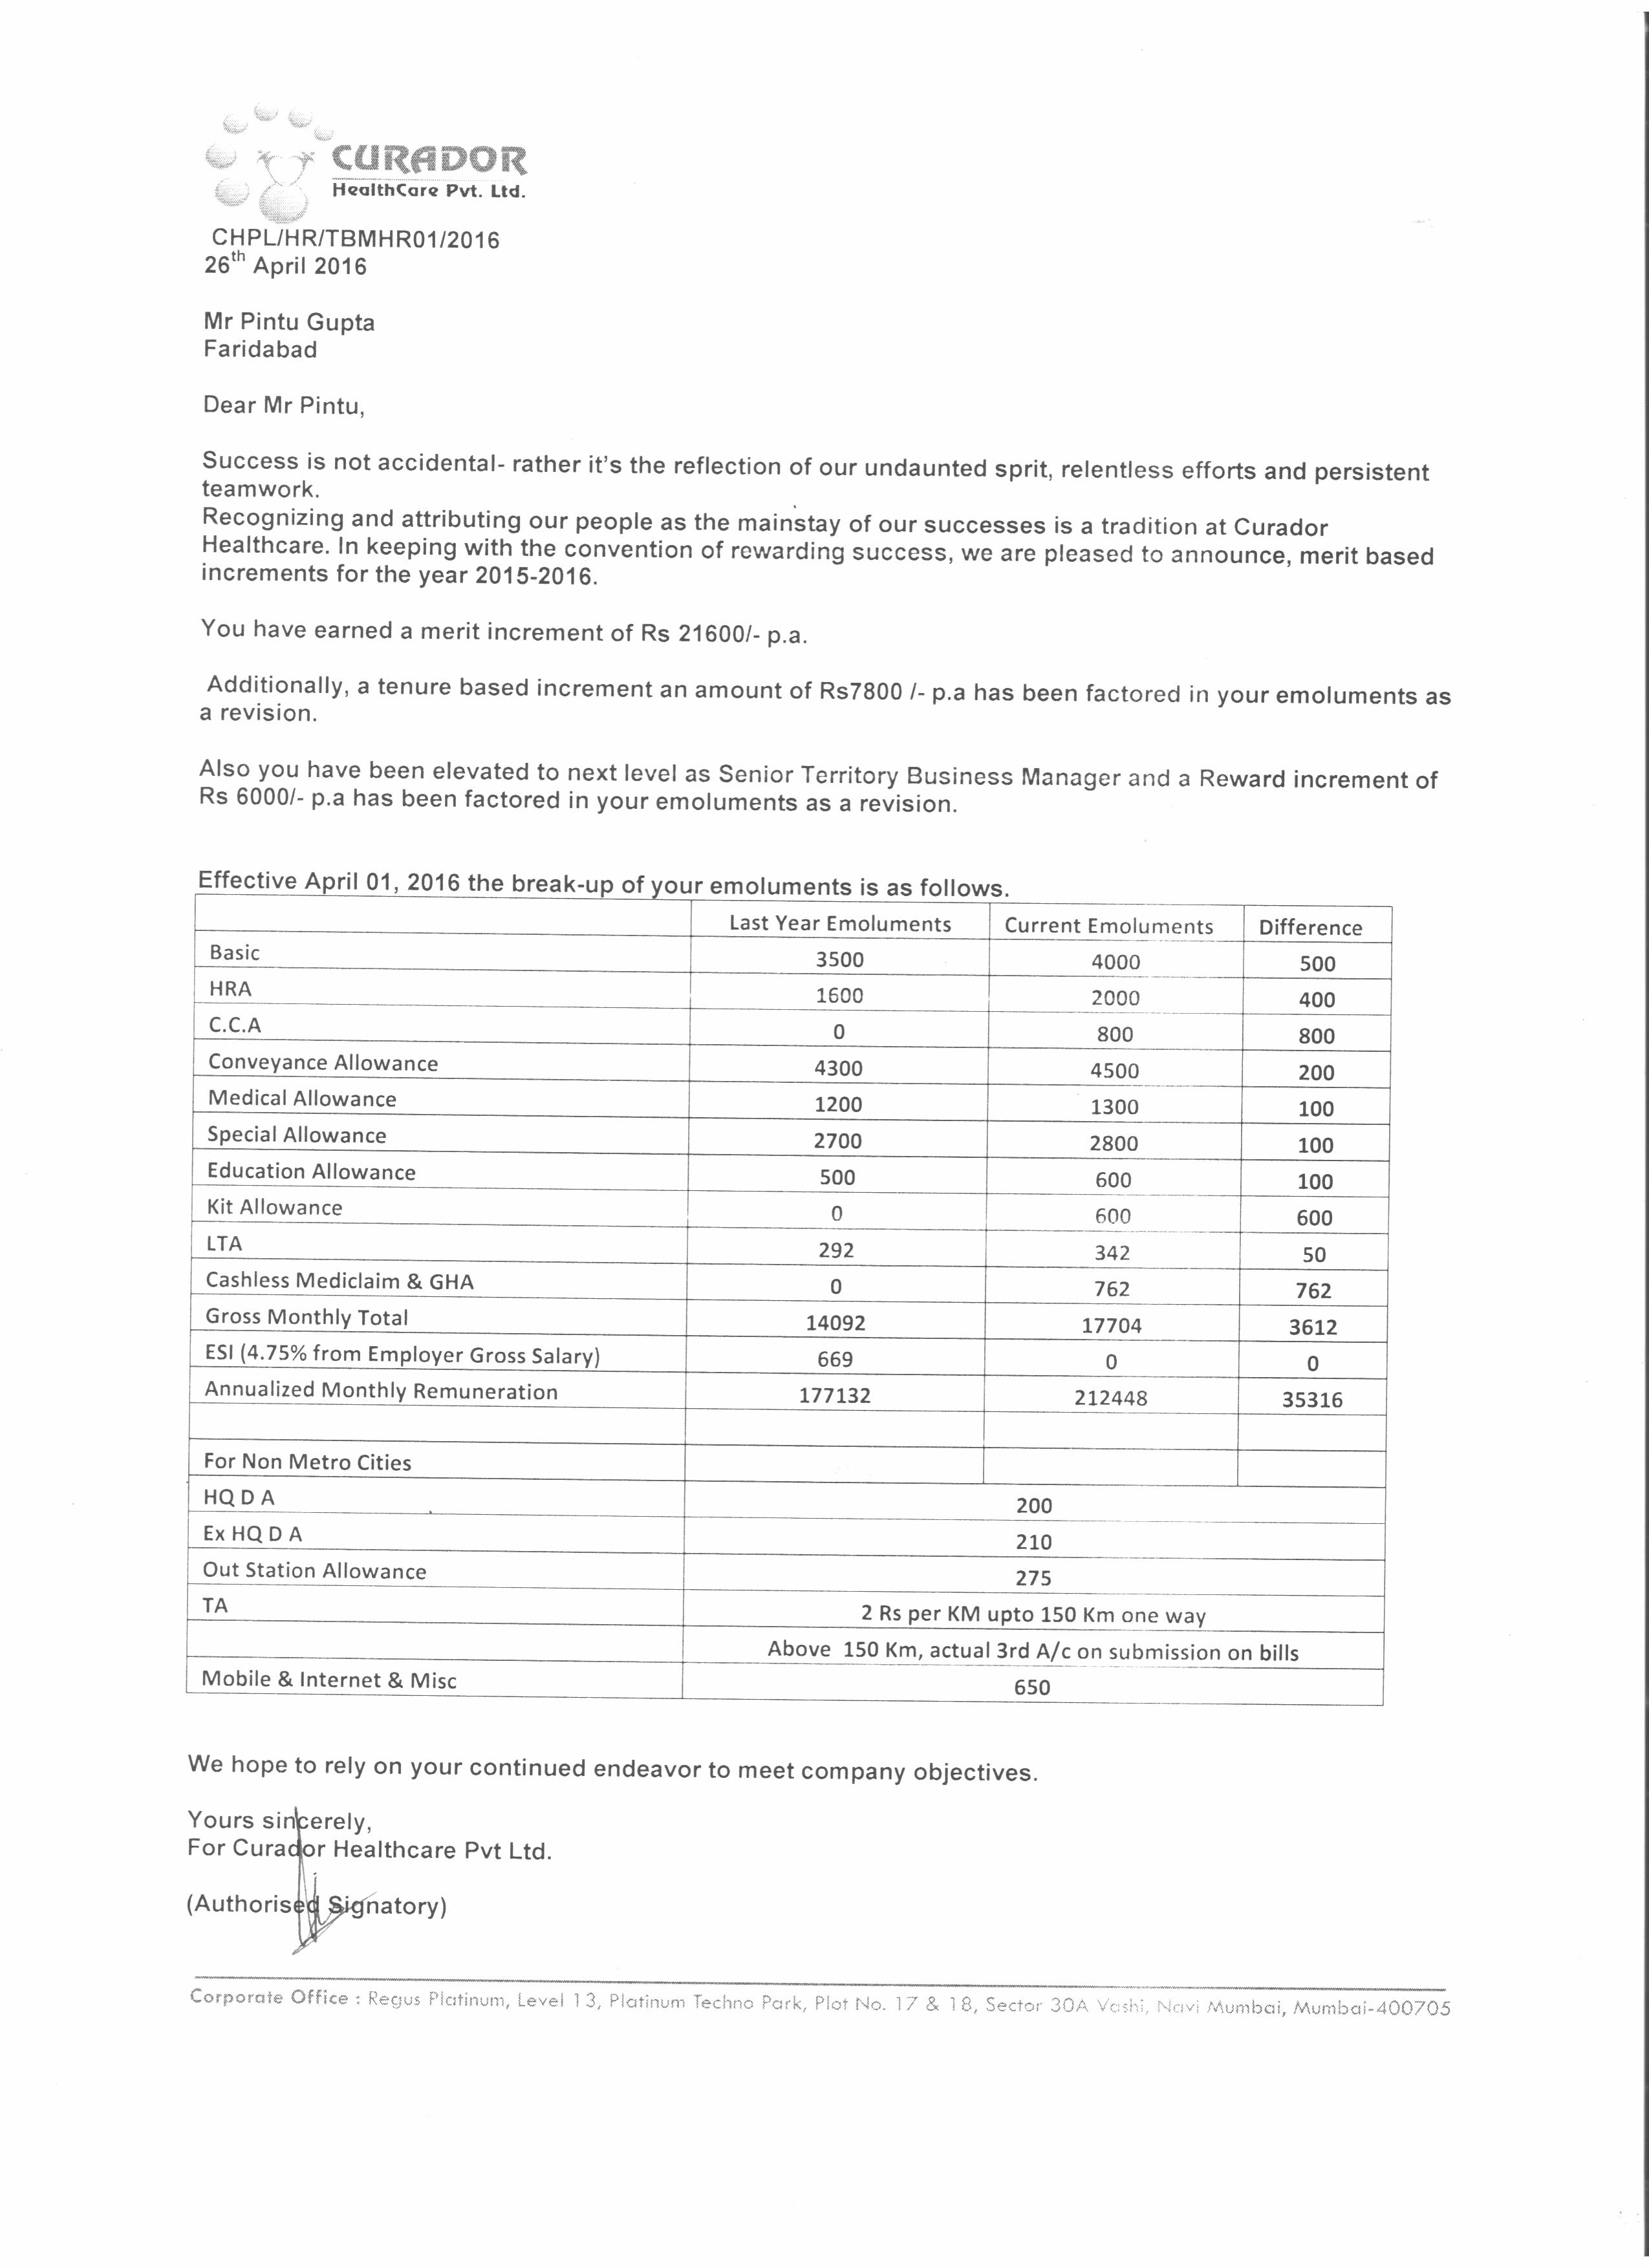 CURADOR
HealthCare Pvt. Ltd.
CHPL/HR/TBMHR01/2016
26th April 2016
Mr Pintu Gupta
Faridabad
Dear Mr Pintu,
Success is not accidental- rather it's the reflection of our undaunted sprit, relentless efforts and persistent
teamwork.
Recognizing and attributing our people as the mainstay of our successes is a tradition at Curador
Healthcare. In keeping with the convention of rewarding success, we are pleased to announce, merit based
increments for the year 2015-2016.
You have earned a merit increment of Rs 21600/- p.a.
Additionally, a tenure based increment an amount of Rs7800 /- p.a has been factored in your emoluments as
a revision.
Also you have been elevated to next level as Senior Territory Business Manager and a Reward increment of
Rs 6000/- p.a has been factored in your emoluments as a revision.
Effective April 01, 2016 the break-up of your emoluments is as follows.
Last Year Emoluments Current Emoluments Difference
Basic 3500 4000 500
HRA 1600 2000 400
C.C.A 0 800 800
Conveyance Allowance 4300 4500 200
Medical Allowance 1200 1300 100
Special Allowance 2700 2800 100
Education Allowance 500 600 100
Kit Allowance 0 600 600
LTA 292 342 50
Cashless Mediclaim & GHA 0 762 762
Gross Monthly Total 14092 17704 3612
ESI (4.75% from Employer Gross Salary) 669 0 0
Annualized Monthly Remuneration 177132 212448 35316
For Non Metro Cities
HQ D A 200
Ex HQ D A 210
Out Station Allowance 275
TA 2 Rs per KM upto 150 Km one way
Above 150 Km, actual 3rd A/c on submission on bills
Mobile & Internet & Misc 650
We hope to rely on your continued endeavor to meet company objectives.
Yours sincerely,
For Curador Healthcare Pvt Ltd.
(Authorised Signatory)
Corporate Office : Regus Platinum, Level 13, Platinum Techno Park, Plot No. 17 & 18, Sector 30A Vashi, Navi Mumbai, Mumbai-400705